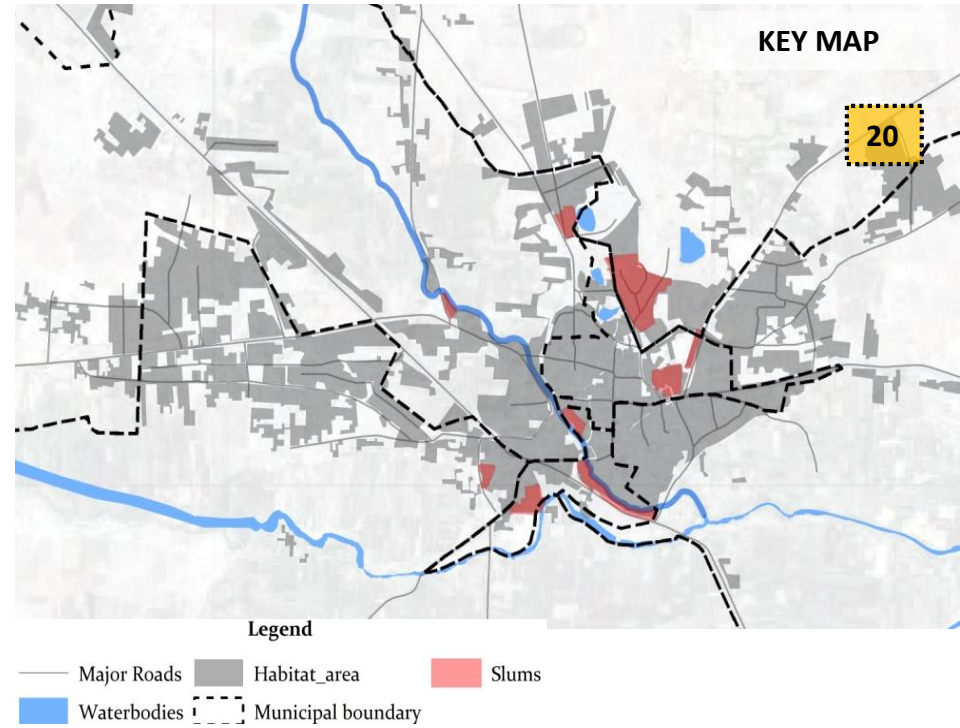 KEY MAP
20
Legend
Major Roads
Habitat_area
Slums
Waterbodies
Municipal boundary